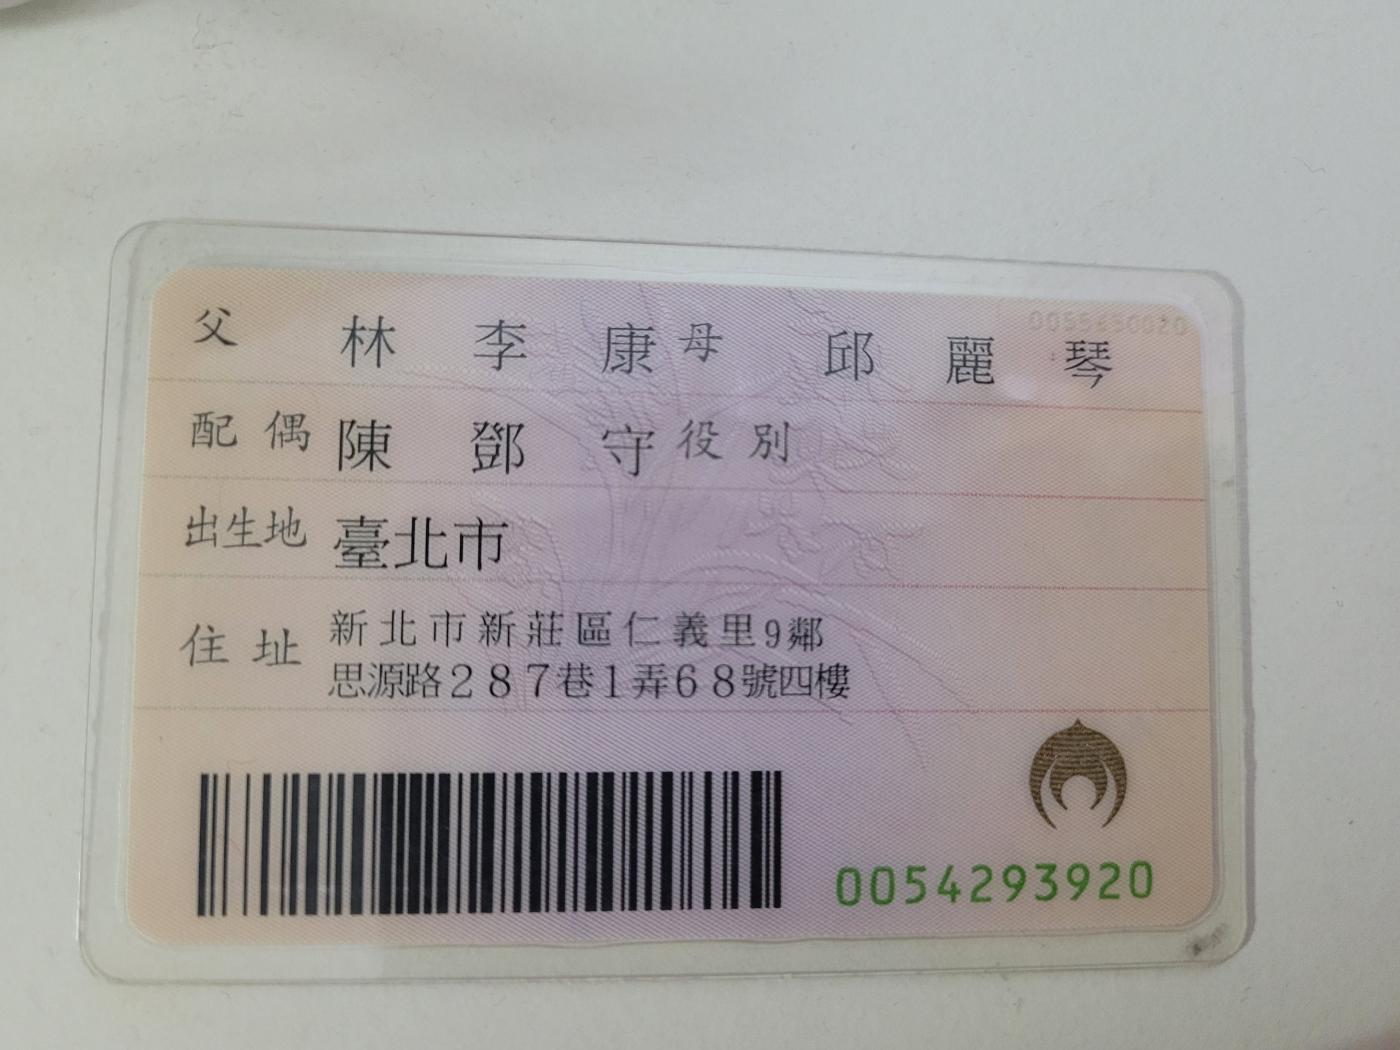 父 林李康 母 邱麗琴
配偶 陳鄧守 役別
出生地 臺北市
住址 新北市新莊區仁義里9鄰
思源路287巷1弄68號四樓
0054293920